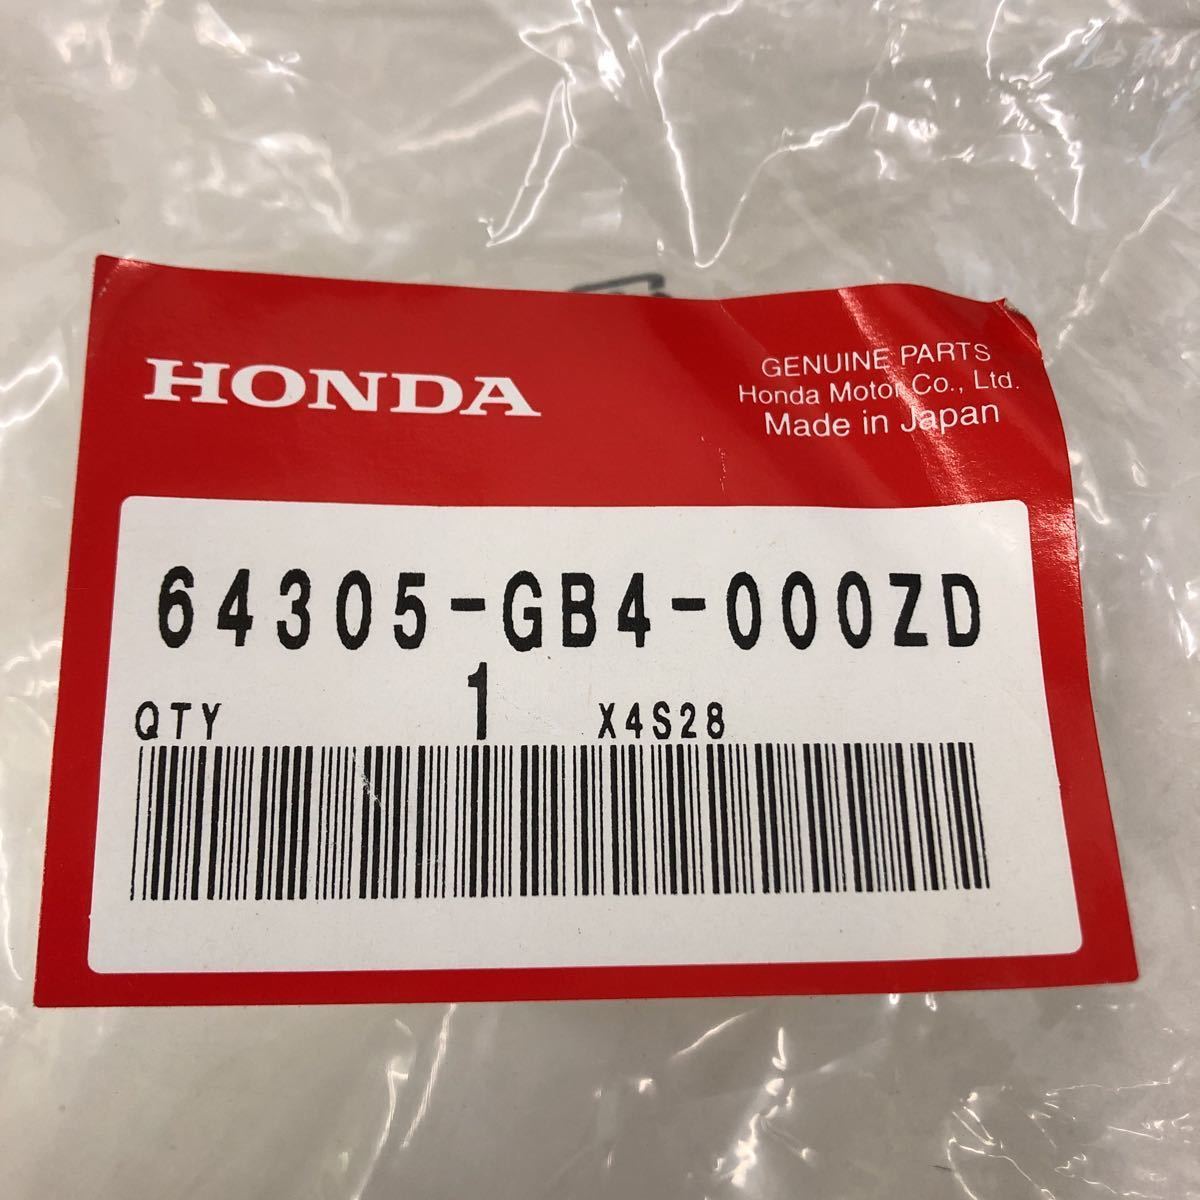 HONDA
GENUINE PARTS
Honda Motor Co., Ltd.
Made in Japan
64305-GB4-000ZD
QTY 1 X4S28